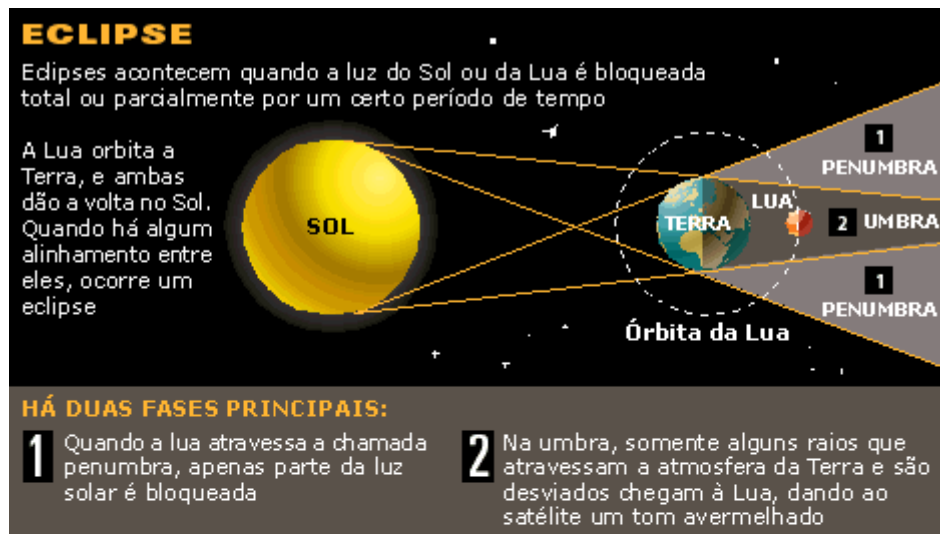 ECLIPSE
Eclipses acontecem quando a luz do Sol ou da Lua é bloqueada
total ou parcialmente por um certo período de tempo
A Lua orbita a
Terra, e ambas
dão a volta no Sol.
Quando há algum
alinhamento entre
eles, ocorre um
eclipse
SOL
TERRA
LUA
1
PENUMBRA
2 UMBRA
1
PENUMBRA
Órbita da Lua
HÁ DUAS FASES PRINCIPAIS:
1 Quando a lua atravessa a chamada
penumbra, apenas parte da luz
solar é bloqueada
2 Na umbra, somente alguns raios que
atravessam a atmosfera da Terra e são
desviados chegam à Lua, dando ao
satélite um tom avermelhado